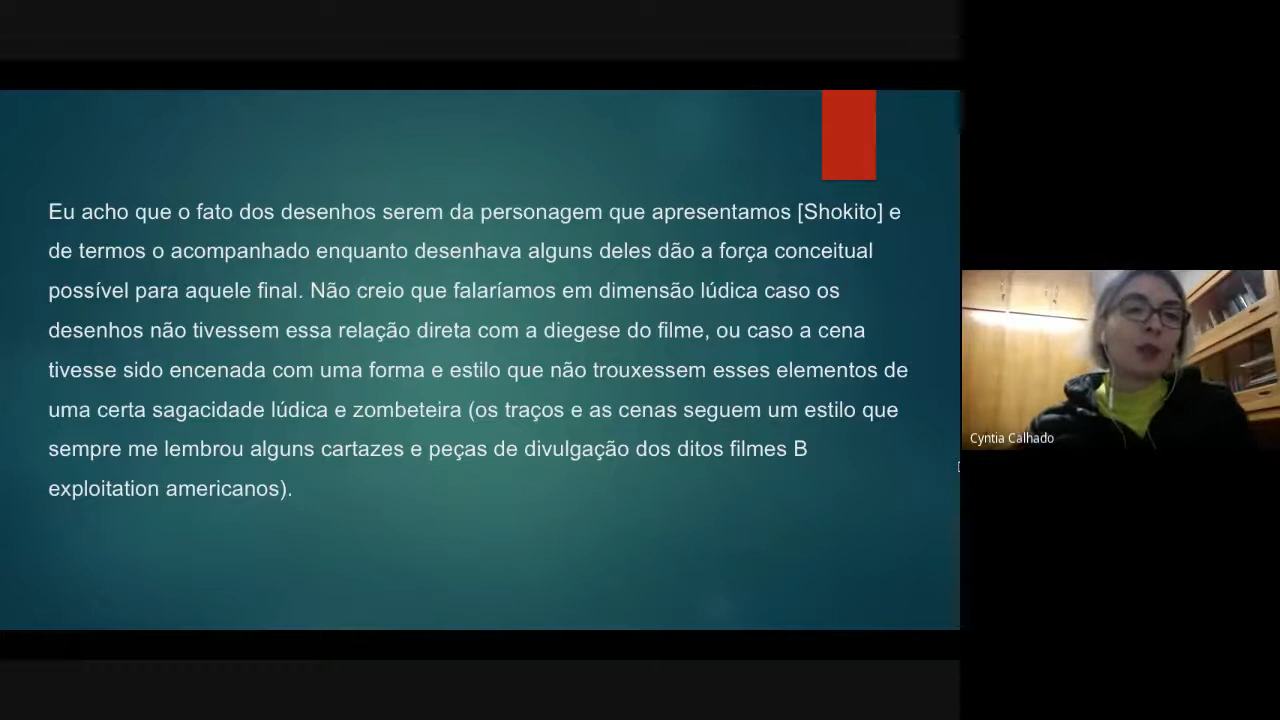 Eu acho que o fato dos desenhos serem da personagem que apresentamos [Shokito] e
de termos o acompanhado enquanto desenhava alguns deles dão a força conceitual
possível para aquele final. Não creio que falaríamos em dimensão lúdica caso os
desenhos não tivessem essa relação direta com a diegese do filme, ou caso a cena
tivesse sido encenada com uma forma e estilo que não trouxessem esses elementos de
uma certa sagacidade lúdica e zombeteira (os traços e as cenas seguem um estilo que
sempre me lembrou alguns cartazes e peças de divulgação dos ditos filmes B
exploitation americanos).
Cyntia Calhado